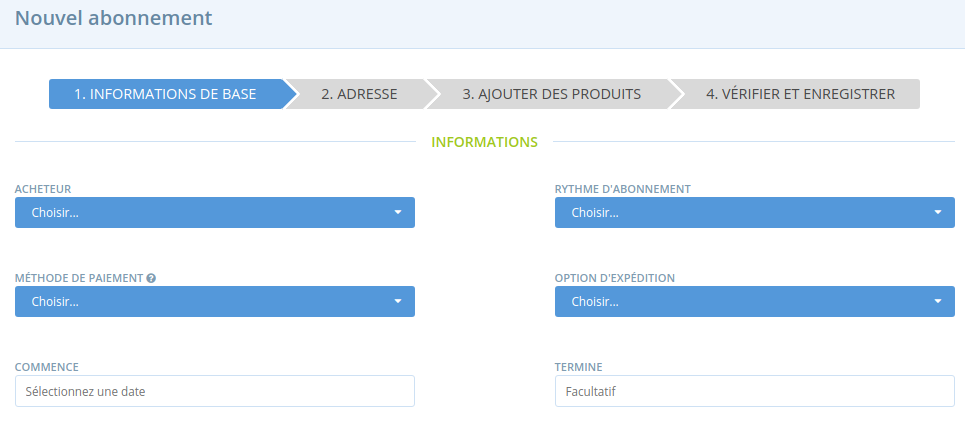 Nouvel abonnement
1. INFORMATIONS DE BASE
2. ADRESSE
3. AJOUTER DES PRODUITS
4. VÉRIFIER ET ENREGISTRER
INFORMATIONS
ACHETEUR
RYTHME D'ABONNEMENT
Choisir...
Choisir...
MÉTHODE DE PAIEMENT ?
OPTION D'EXPÉDITION
Choisir...
Choisir...
COMMENCE
TERMINE
Sélectionnez une date
Facultatif